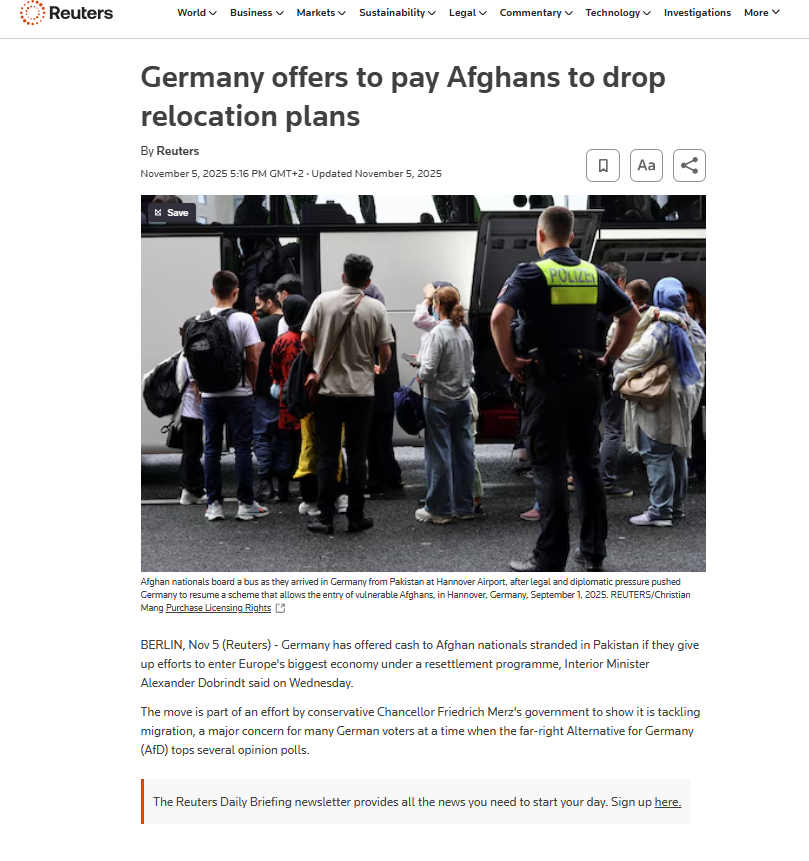 Reuters
World Business Markets Sustainability Legal Commentary Technology Investigations More
Germany offers to pay Afghans to drop
relocation plans
By Reuters
November 5, 2025 5:16 PM GMT+2 · Updated November 5, 2025
Aa
Save
POLIZEI
Afghan nationals board a bus as they arrived in Germany from Pakistan at Hannover Airport, after legal and diplomatic pressure pushed
Germany to resume a scheme that allows the entry of vulnerable Afghans, in Hannover, Germany, September 1, 2025. REUTERS/Christian
Mang Purchase Licensing Rights
BERLIN, Nov 5 (Reuters) - Germany has offered cash to Afghan nationals stranded in Pakistan if they give
up efforts to enter Europe's biggest economy under a resettlement programme, Interior Minister
Alexander Dobrindt said on Wednesday.
The move is part of an effort by conservative Chancellor Friedrich Merz's government to show it is tackling
migration, a major concern for many German voters at a time when the far-right Alternative for Germany
(AfD) tops several opinion polls.
The Reuters Daily Briefing newsletter provides all the news you need to start your day. Sign up here.